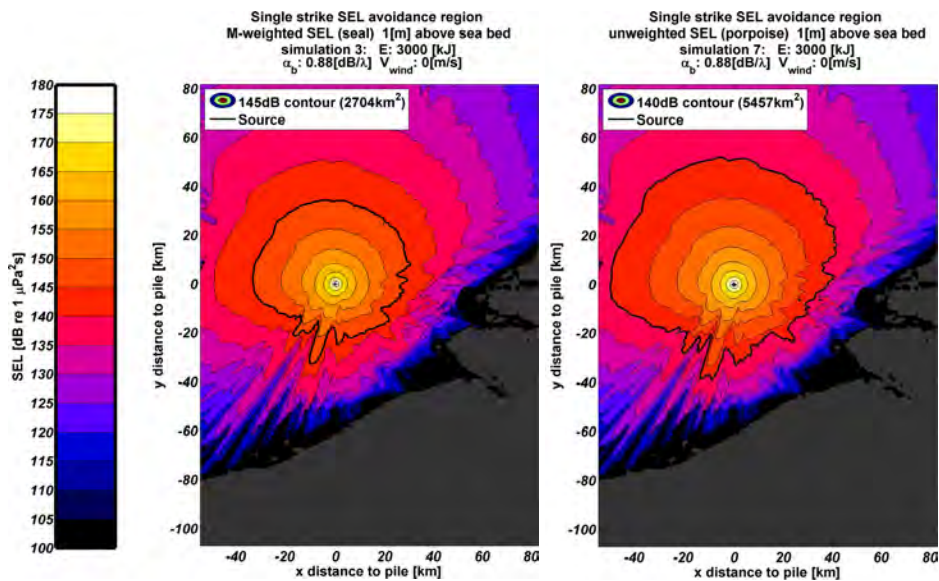 Single strike SEL avoidance region
M-weighted SEL (seal) 1[m] above sea bed
simulation 3: E: 3000 [kJ]
α_b: 0.88[dB/λ] V_wind: 0[m/s]
Single strike SEL avoidance region
unweighted SEL (porpoise) 1[m] above sea bed
simulation 7: E: 3000 [kJ]
α_b: 0.88[dB/λ] V_wind: 0[m/s]
SEL [dB re 1 μPa²s]
180
175
170
165
160
155
150
145
140
135
130
125
120
115
110
105
100
145dB contour (2704km²)
Source
y distance to pile [km]
80
60
40
20
0
-20
-40
-60
-80
-100
-40 -20 0 20 40 60 80
x distance to pile [km]
140dB contour (5457km²)
Source
y distance to pile [km]
80
60
40
20
0
-20
-40
-60
-80
-100
-40 -20 0 20 40 60 80
x distance to pile [km]